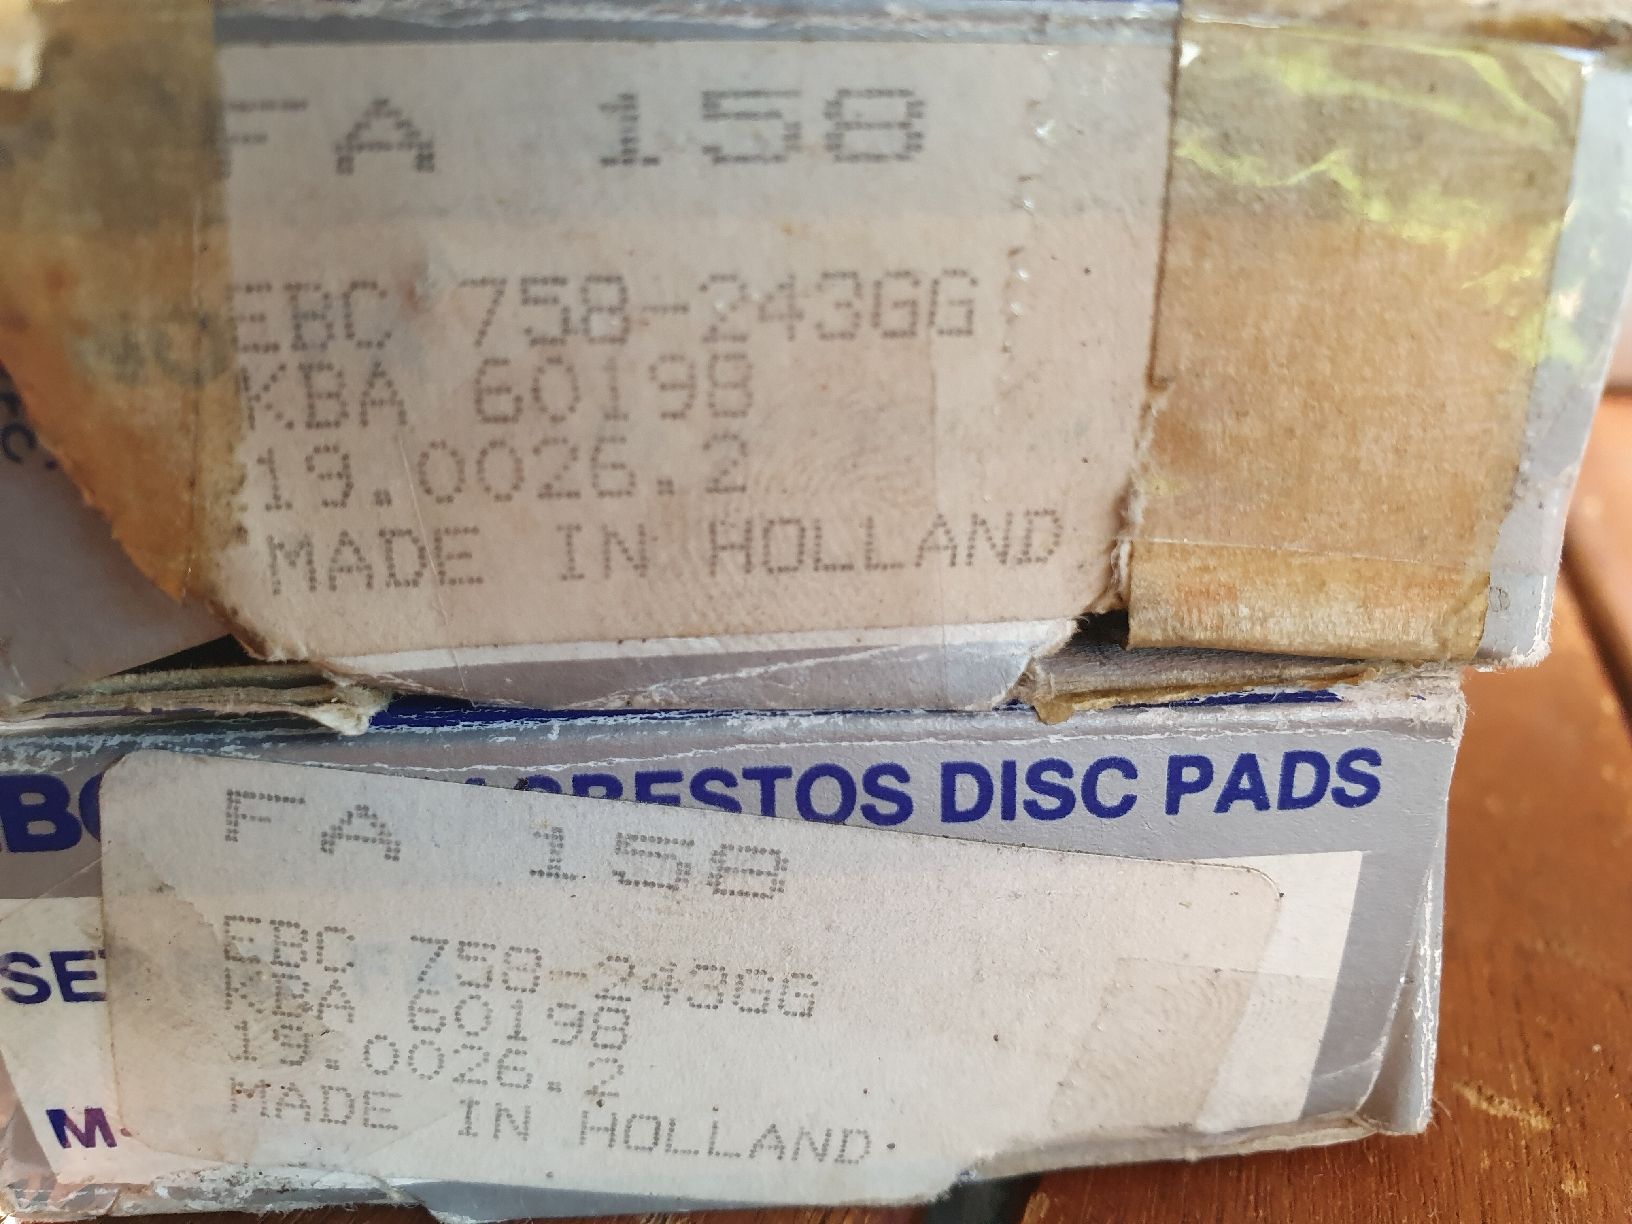 FA 158
EBC 758-243GG
KBA 60198
19.0026.2
MADE IN HOLLAND
ASBESTOS DISC PADS
FA 158
EBC 758-243GG
KBA 60198
19.0026.2
MADE IN HOLLAND